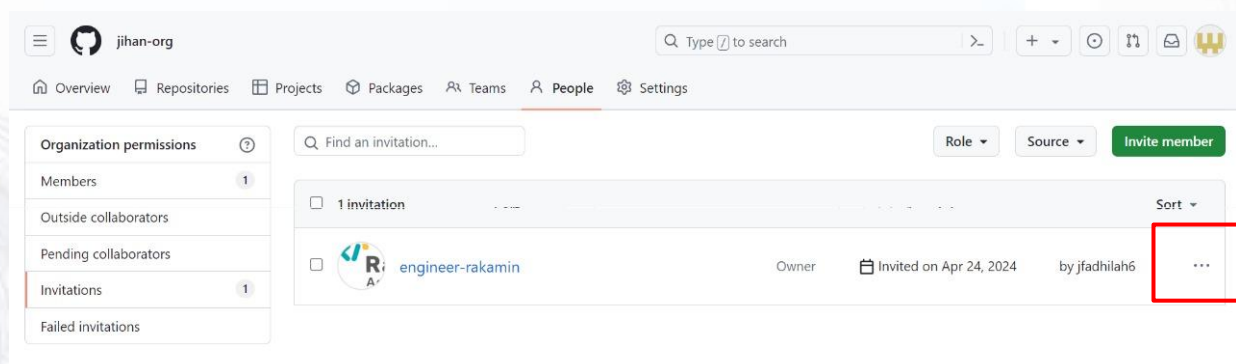 jihan-org
Type / to search
Overview Repositories Projects Packages Teams People Settings
Organization permissions
Members 1
Outside collaborators
Pending collaborators
Invitations 1
Failed invitations
Find an invitation...
Role Source Invite member
1 invitation Sort
engineer-rakamin Owner Invited on Apr 24, 2024 by jfadhilah6 ...